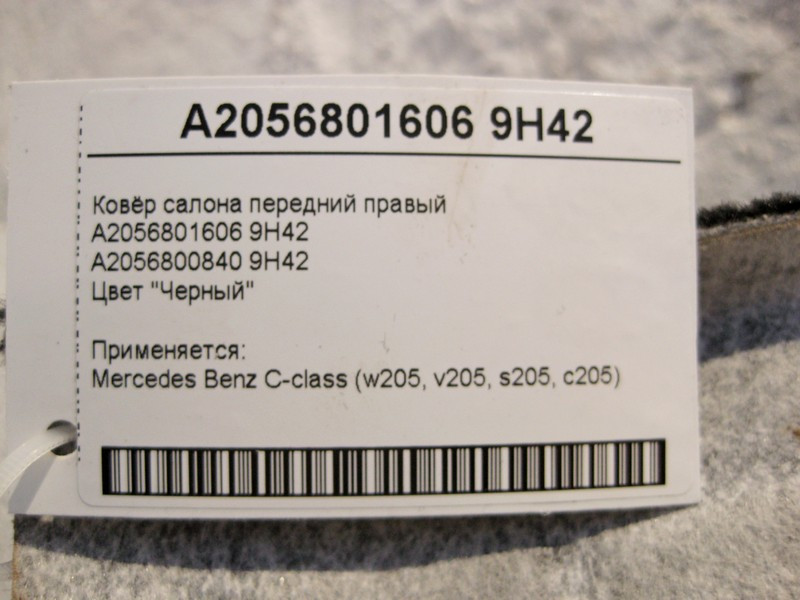 A2056801606 9H42
Ковёр салона передний правый
A2056801606 9H42
A2056800840 9H42
Цвет "Черный"
Применяется:
Mercedes Benz C-class (w205, v205, s205, c205)